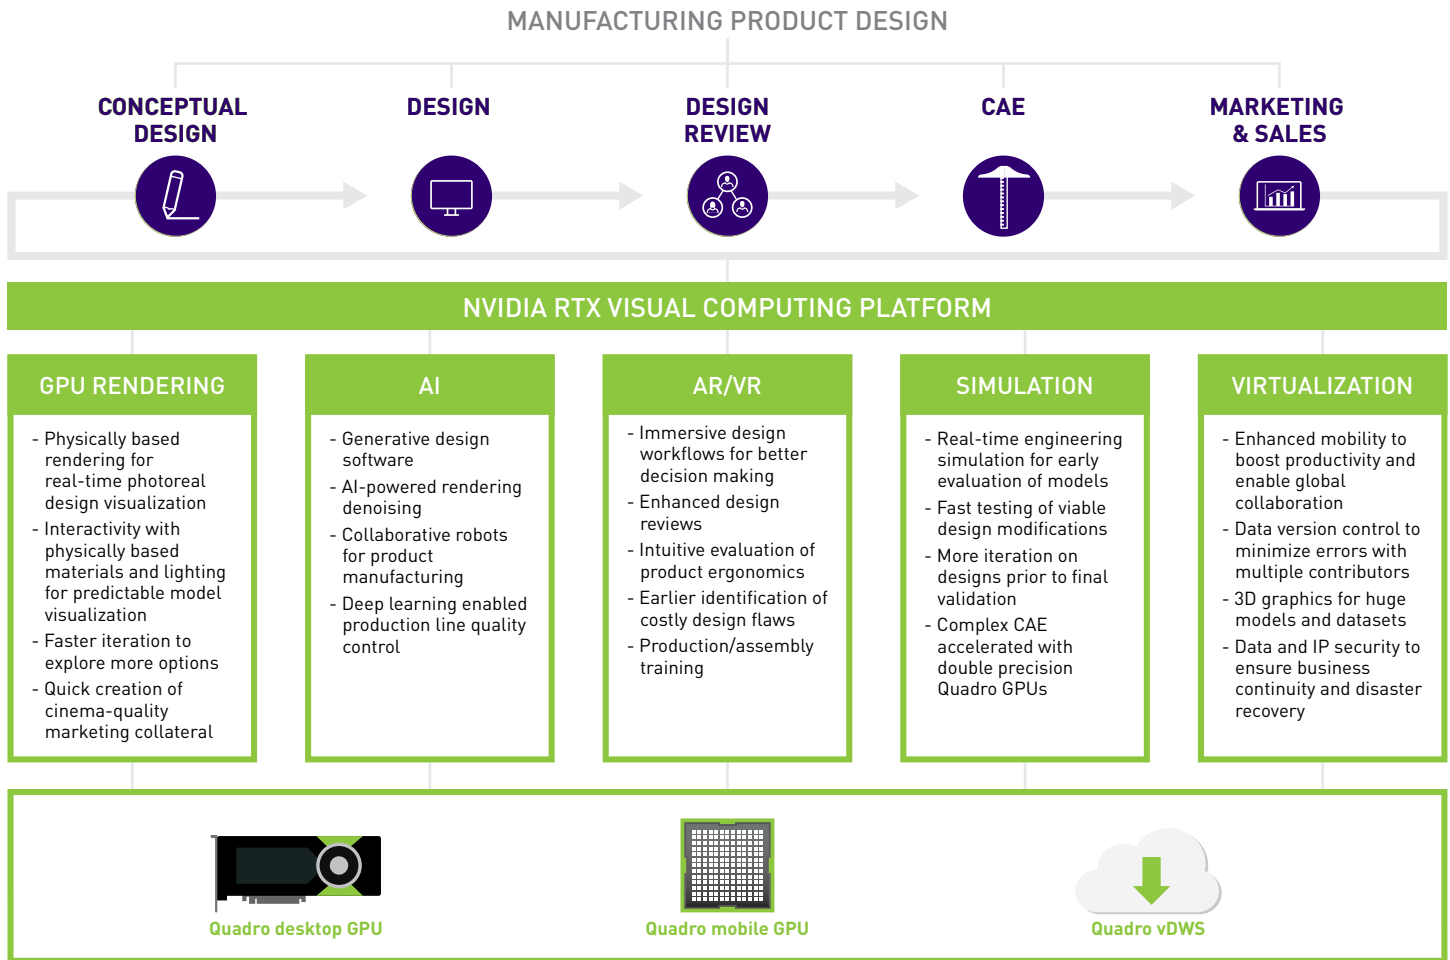 MANUFACTURING PRODUCT DESIGN
CONCEPTUAL
DESIGN
DESIGN
DESIGN
REVIEW
CAE
MARKETING
& SALES
NVIDIA RTX VISUAL COMPUTING PLATFORM
GPU RENDERING
- Physically based
rendering for
real-time photoreal
design visualization
- Interactivity with
physically based
materials and lighting
for predictable model
visualization
- Faster iteration to
explore more options
- Quick creation of
cinema-quality
marketing collateral
AI
- Generative design
software
- AI-powered rendering
denoising
- Collaborative robots
for product
manufacturing
- Deep learning enabled
production line quality
control
AR/VR
- Immersive design
workflows for better
decision making
- Enhanced design
reviews
- Intuitive evaluation of
product ergonomics
- Earlier identification of
costly design flaws
- Production/assembly
training
SIMULATION
- Real-time engineering
simulation for early
evaluation of models
- Fast testing of viable
design modifications
- More iteration on
designs prior to final
validation
- Complex CAE
accelerated with
double precision
Quadro GPUs
VIRTUALIZATION
- Enhanced mobility to
boost productivity and
enable global
collaboration
- Data version control to
minimize errors with
multiple contributors
- 3D graphics for huge
models and datasets
- Data and IP security to
ensure business
continuity and disaster
recovery
Quadro desktop GPU
Quadro mobile GPU
Quadro vDWS